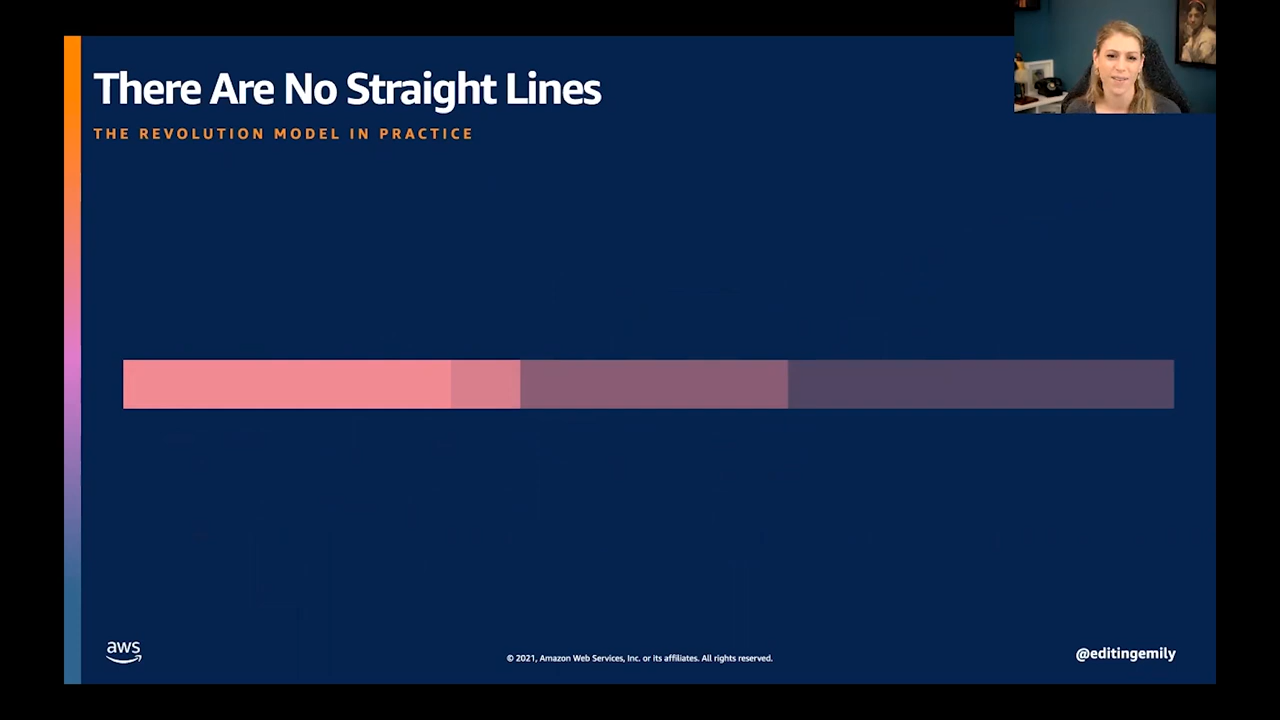 There Are No Straight Lines
THE REVOLUTION MODEL IN PRACTICE
aws
© 2021, Amazon Web Services, Inc. or its affiliates. All rights reserved.
@editingemily